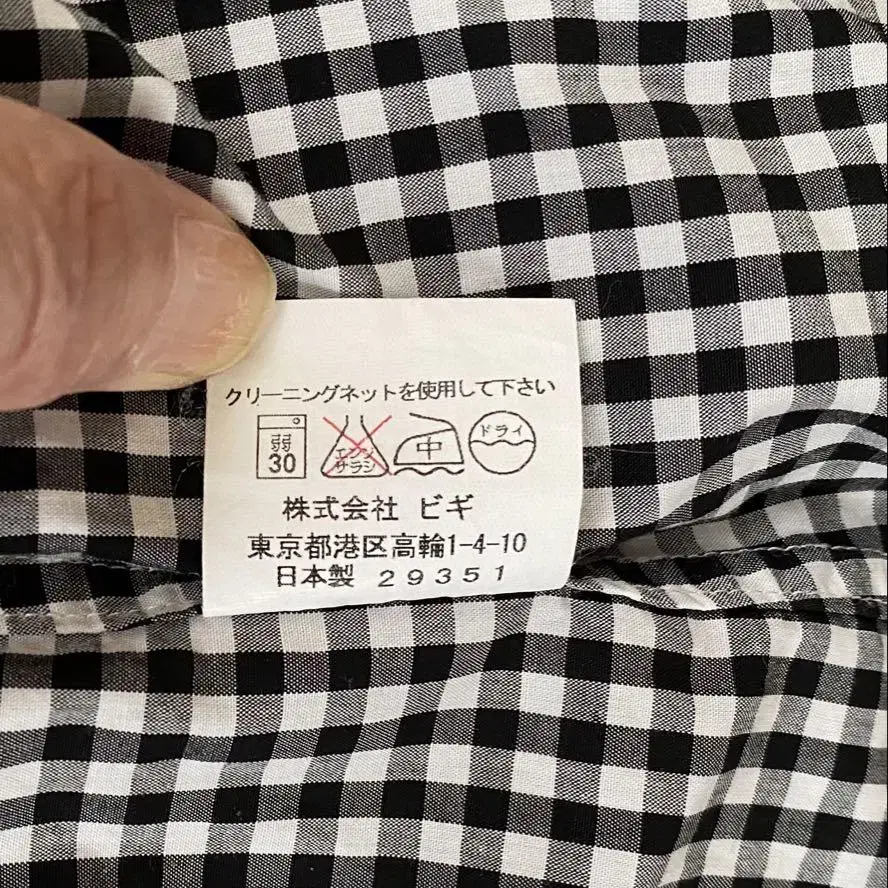 クリーニングネットを使用して下さい
弱 30 エンソ サラシ 中 ドライ
株式会社 ビギ
東京都港区高輪1-4-10
日本製 29351